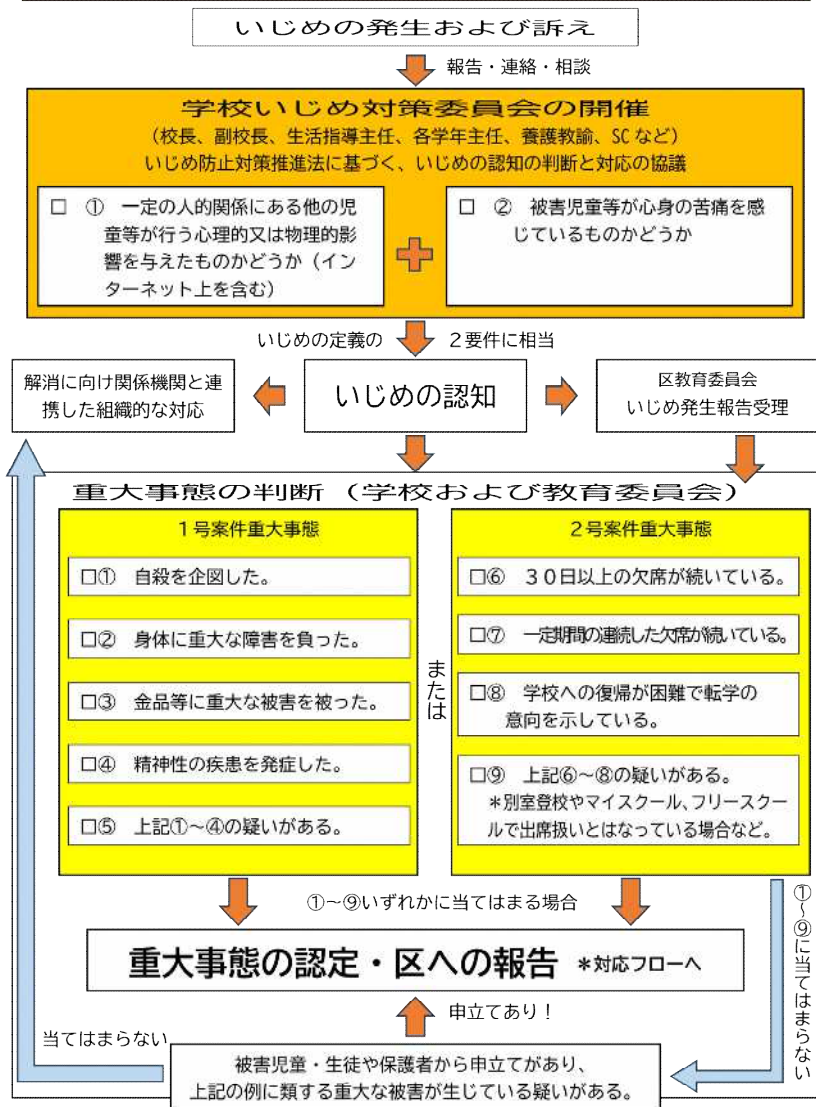 いじめの発生および訴え
報告・連絡・相談
学校いじめ対策委員会の開催
(校長、副校長、生活指導主任、各学年主任、養護教諭、SC など)
いじめ防止対策推進法に基づく、いじめの認知の判断と対応の協議
□ ① 一定の人的関係にある他の児
童等が行う心理的又は物理的影
響を与えたものかどうか（イン
ターネット上を含む）
□ ② 被害児童等が心身の苦痛を感
じているものかどうか
いじめの定義の 2要件に相当
解消に向け関係機関と連
携した組織的な対応
いじめの認知
区教育委員会
いじめ発生報告受理
重大事態の判断（学校および教育委員会）
1号案件重大事態
□① 自殺を企図した。
□② 身体に重大な障害を負った。
□③ 金品等に重大な被害を被った。
□④ 精神性の疾患を発症した。
□⑤ 上記①～④の疑いがある。
または
2号案件重大事態
□⑥ 30日以上の欠席が続いている。
□⑦ 一定期間の連続した欠席が続いている。
□⑧ 学校への復帰が困難で転学の
意向を示している。
□⑨ 上記⑥～⑧の疑いがある。
＊別室登校やマイスクール、フリースクー
ルで出席扱いとはなっている場合など。
①～⑨いずれかに当てはまる場合
①～⑨に当てはまらない
重大事態の認定・区への報告 ＊対応フローへ
申立てあり！
当てはまらない
被害児童・生徒や保護者から申立てがあり、
上記の例に類する重大な被害が生じている疑いがある。